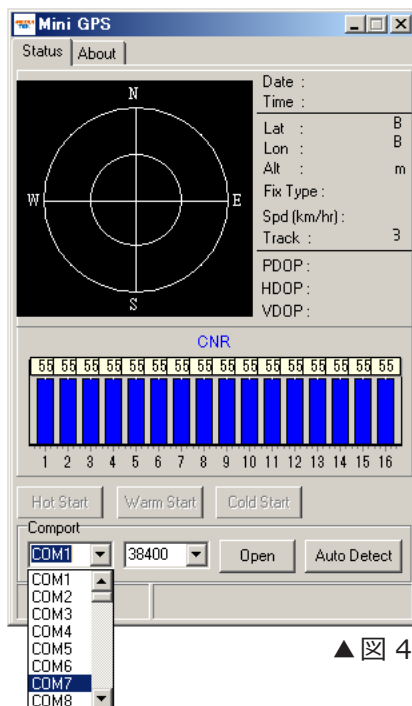 Mini GPS
Status About
N
W E
S
Date :
Time :
Lat : B
Lon : B
Alt : m
Fix Type :
Spd (km/hr) :
Track : 3
PDOP :
HDOP :
VDOP :
CNR
55 55 55 55 55 55 55 55 55 55 55 55 55 55 55 55
1 2 3 4 5 6 7 8 9 10 11 12 13 14 15 16
Hot Start Warm Start Cold Start
Comport
COM1 38400 Open Auto Detect
COM1
COM2
COM3
COM4
COM5
COM6
COM7
COM8
▲図 4